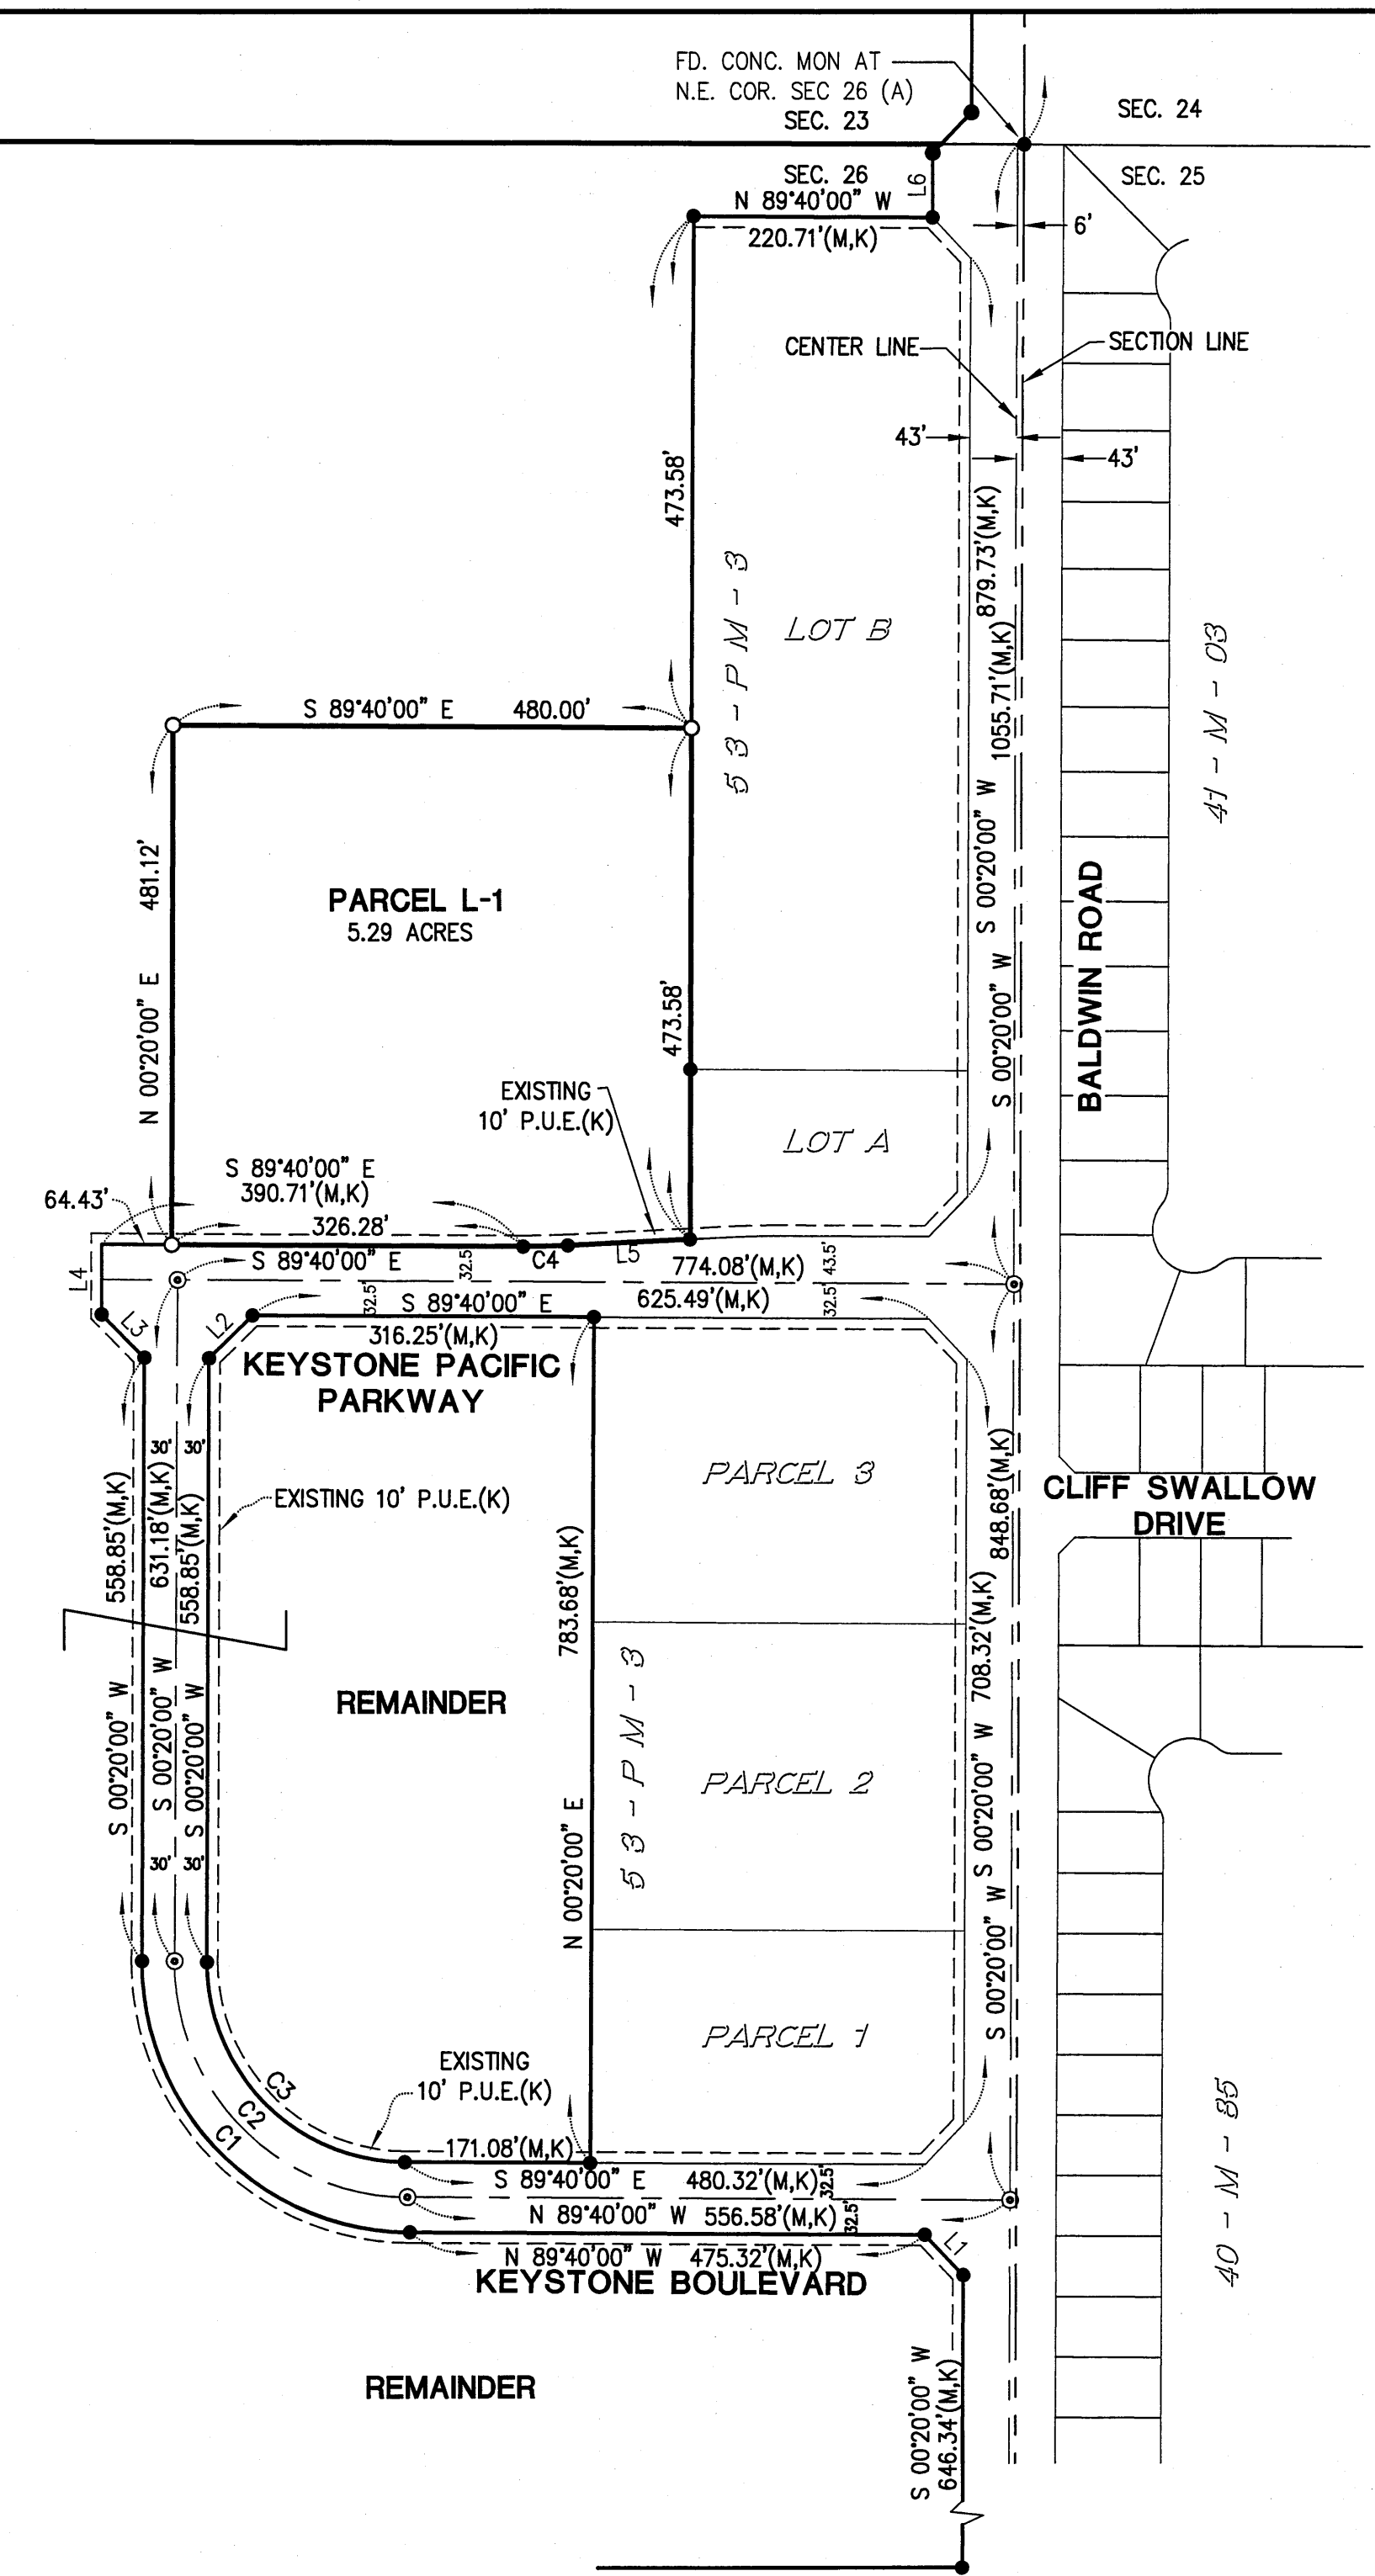 FD. CONC. MON AT
N.E. COR. SEC 26 (A)
SEC. 23
SEC. 24
SEC. 26
SEC. 25
L6
N 89°40'00" W
220.71'(M,K)
6'
CENTER LINE
SECTION LINE
43'
43'
473.58'
879.73'(M,K)
S 00°20'00" W 1055.71'(M,K)
S 00°20'00" W
53-PM-3
LOT B
41-M-03
S 89°40'00" E 480.00'
N 00°20'00" E 481.12'
PARCEL L-1
5.29 ACRES
473.58'
BALDWIN ROAD
EXISTING
10' P.U.E.(K)
LOT A
S 89°40'00" E
390.71'(M,K)
64.43'
326.28'
S 89°40'00" E
32.5
C4
L5
774.08'(M,K)
43.5'
L4
32.5'
S 89°40'00" E
625.49'(M,K)
32.5'
L3
L2
316.25'(M,K)
KEYSTONE PACIFIC
PARKWAY
30' 30'
S 00°20'00" W 558.85'(M,K)
S 00°20'00" W 631.18'(M,K)
S 00°20'00" W 558.85'(M,K)
EXISTING 10' P.U.E.(K)
PARCEL 3
848.68'(M,K)
CLIFF SWALLOW
DRIVE
N 00°20'00" E 783.68'(M,K)
S 00°20'00" W 708.32'(M,K)
S 00°20'00" W
REMAINDER
53-PM-3
PARCEL 2
30' 30'
PARCEL 1
EXISTING
10' P.U.E.(K)
C3
C2
C1
171.08'(M,K)
S 89°40'00" E 480.32'(M,K)
32.5'
N 89°40'00" W 556.58'(M,K)
32.5'
L1
N 89°40'00" W 475.32'(M,K)
KEYSTONE BOULEVARD
40-M-85
REMAINDER
S 00°20'00" W
646.34'(M,K)